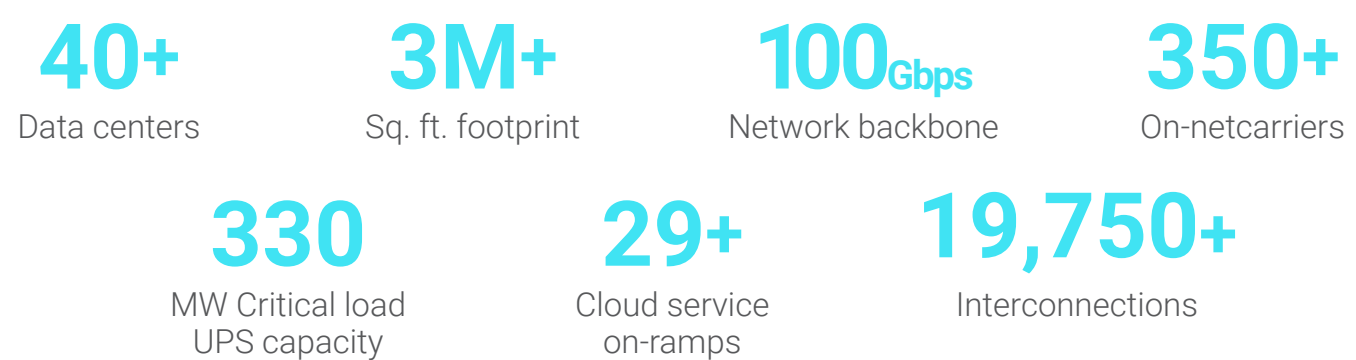 40+
Data centers
3M+
Sq. ft. footprint
100Gbps
Network backbone
350+
On-netcarriers
330
MW Critical load
UPS capacity
29+
Cloud service
on-ramps
19,750+
Interconnections